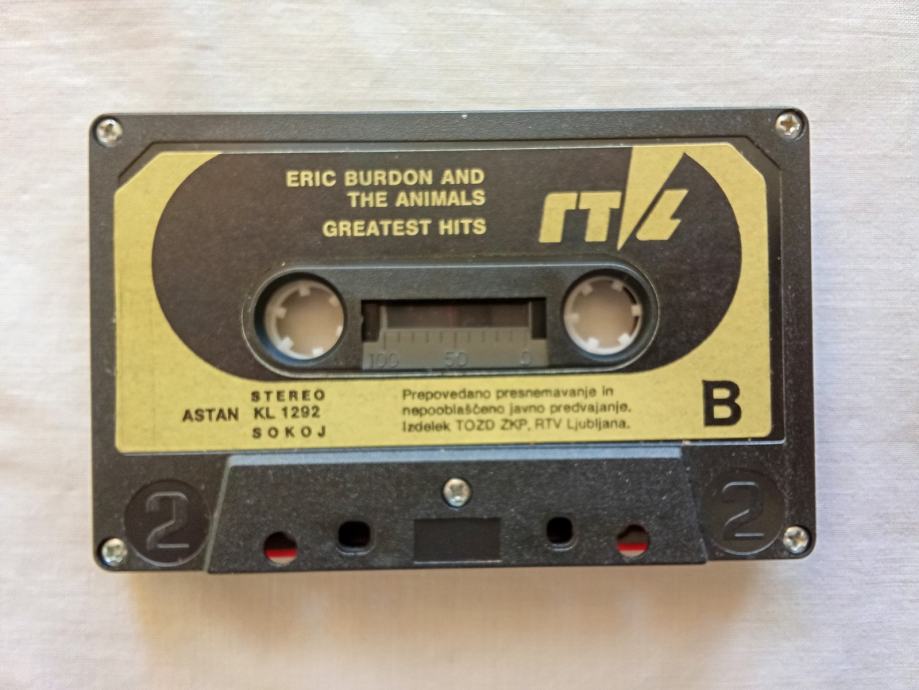 ERIC BURDON AND
THE ANIMALS
GREATEST HITS
RTVL
100 50 0
STEREO
ASTAN KL 1292
SOKOJ
Prepovedano presnemavanje in
nepooblaščeno javno predvajanje.
Izdelek TOZD ZKP, RTV Ljubljana.
B
2 2